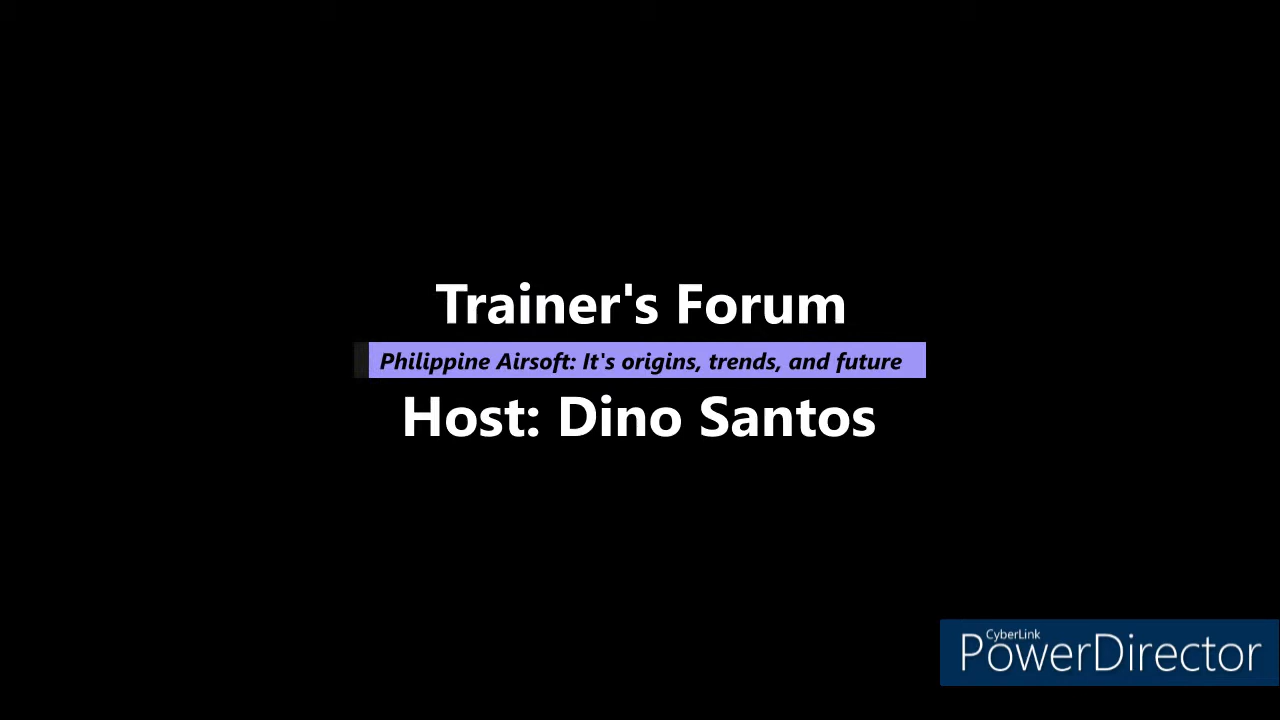 Trainer's Forum
Philippine Airsoft: It's origins, trends, and future
Host: Dino Santos
CyberLink
PowerDirector